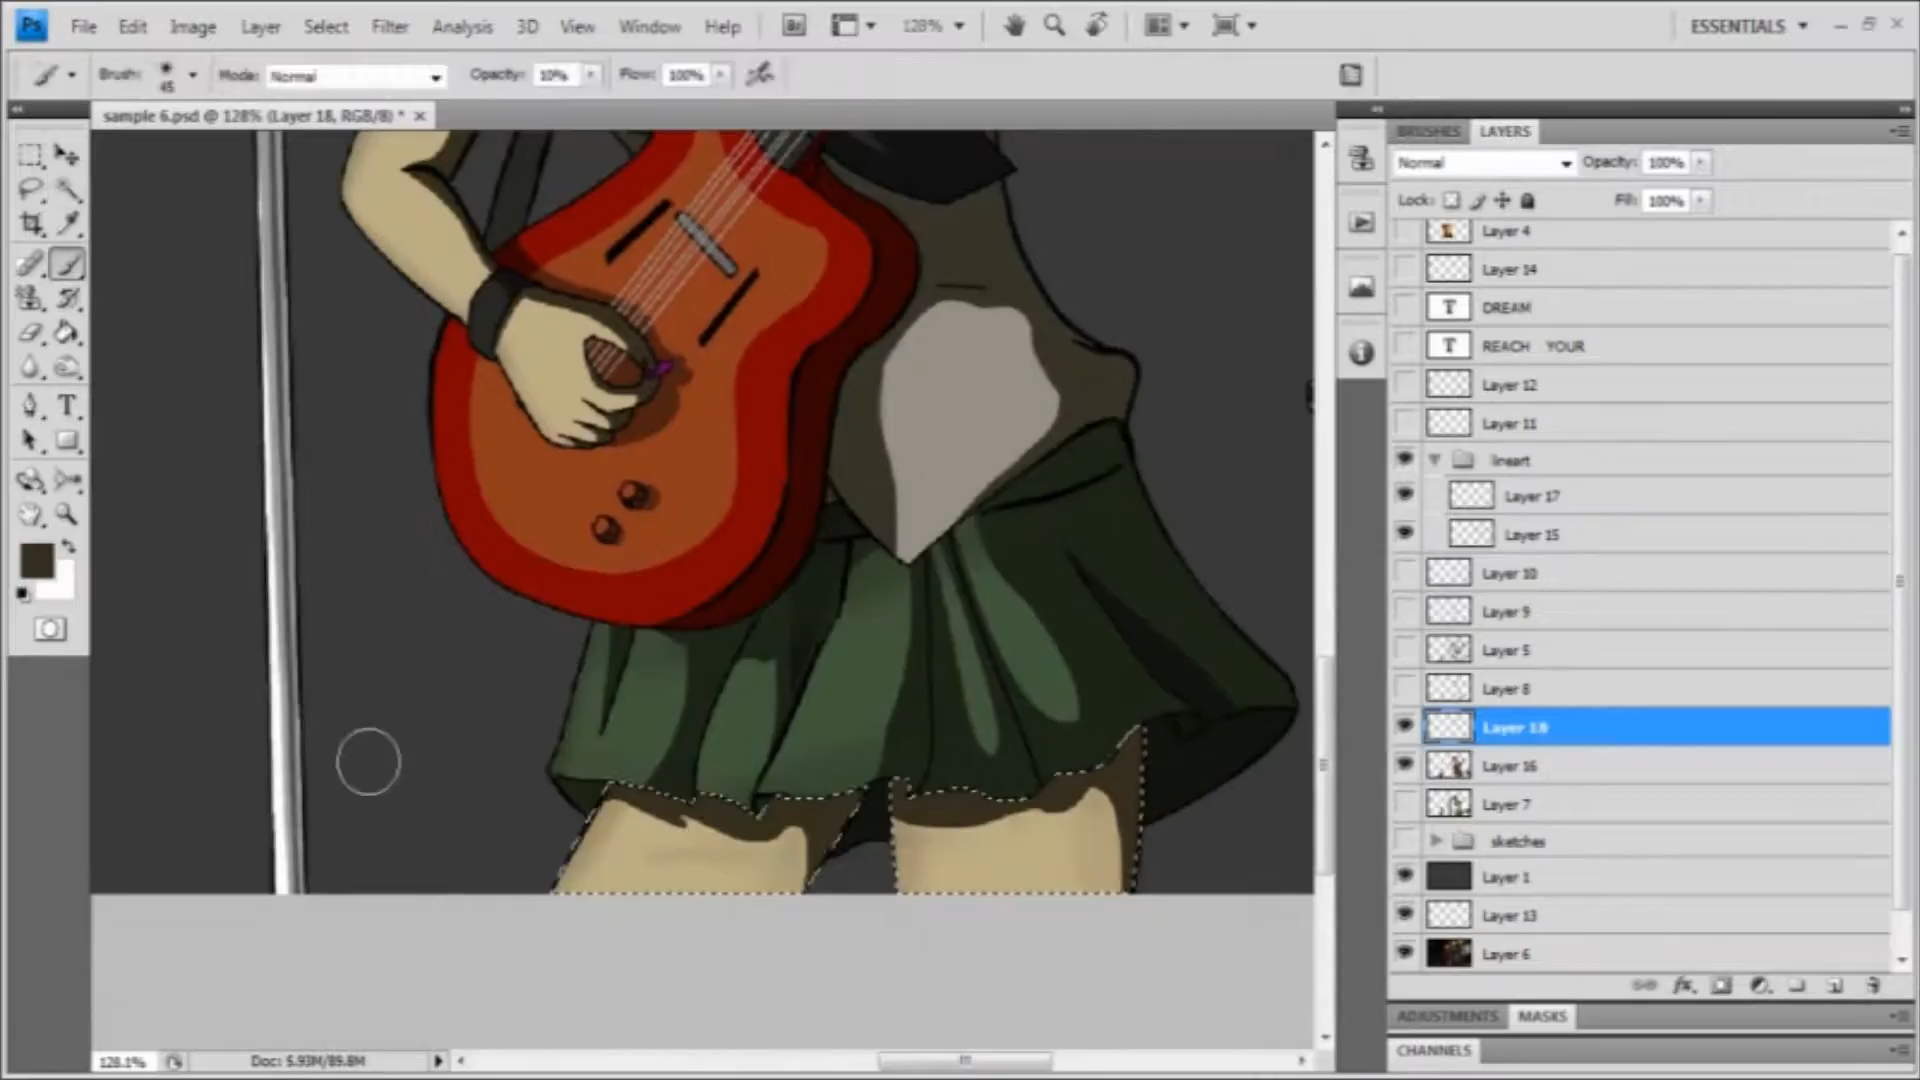 Ps File Edit Image Layer Select Filter Analysis 3D View Window Help Br 128% ESSENTIALS
Brush: 45 Mode: Normal Opacity: 10% Flow: 100%
sample 6.psd @ 128% (Layer 18, RGB/8) *
BRUSHES LAYERS
Normal Opacity: 100%
Lock: Fill: 100%
Layer 4
Layer 14
T DREAM
T REACH YOUR
Layer 12
Layer 11
lineart
Layer 17
Layer 15
Layer 10
Layer 9
Layer 5
Layer 8
Layer 18
Layer 16
Layer 7
sketches
Layer 1
Layer 13
Layer 6
fx
ADJUSTMENTS MASKS
CHANNELS
128.1% Doc: 5.93M/89.8M